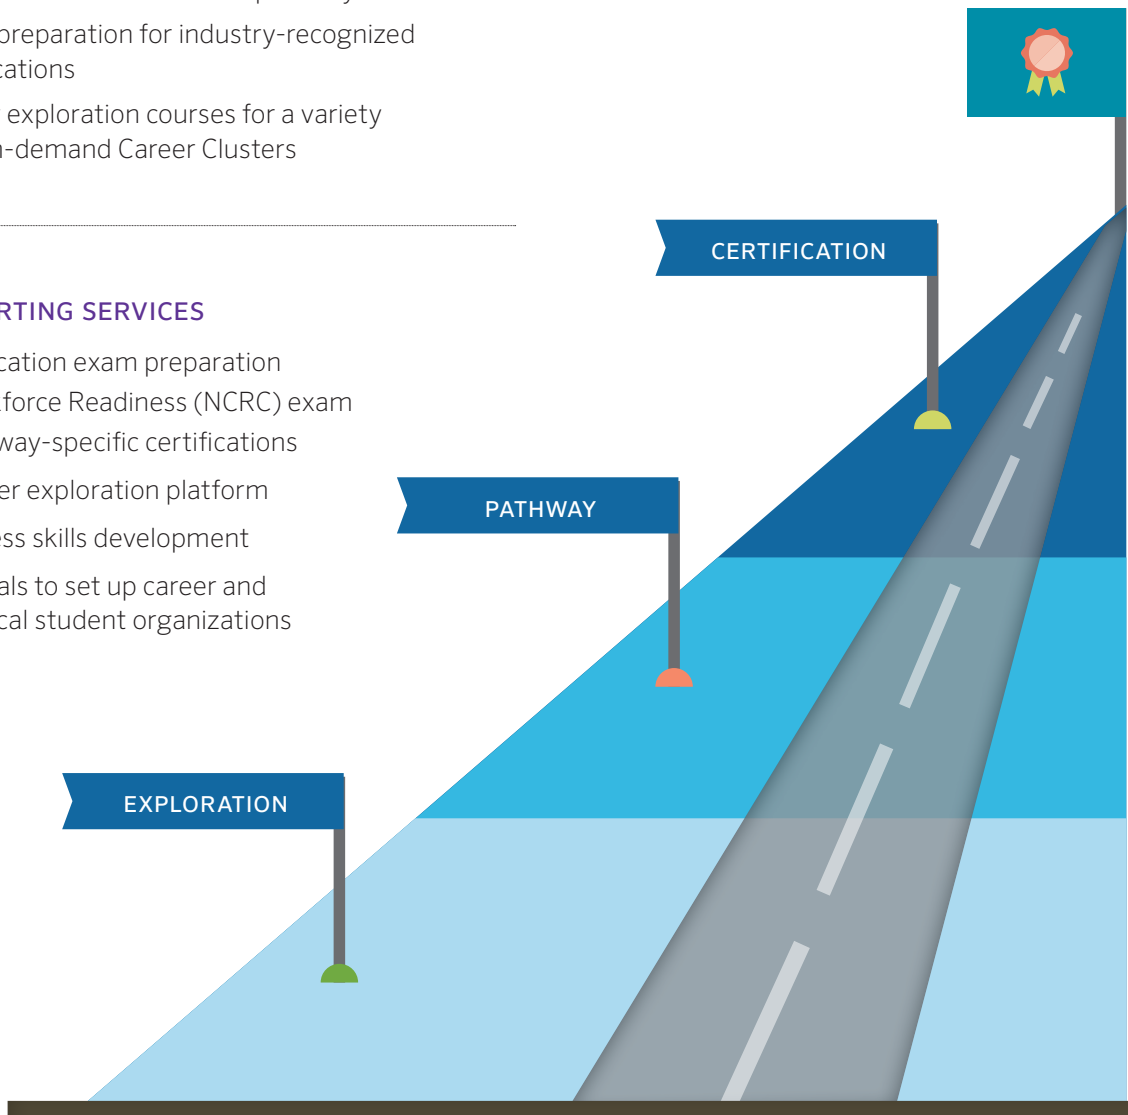 preparation for industry-recognized
cations
exploration courses for a variety
n-demand Career Clusters
CERTIFICATION
RTING SERVICES
cation exam preparation
force Readiness (NCRC) exam
way-specific certifications
er exploration platform
PATHWAY
ess skills development
als to set up career and
cal student organizations
EXPLORATION